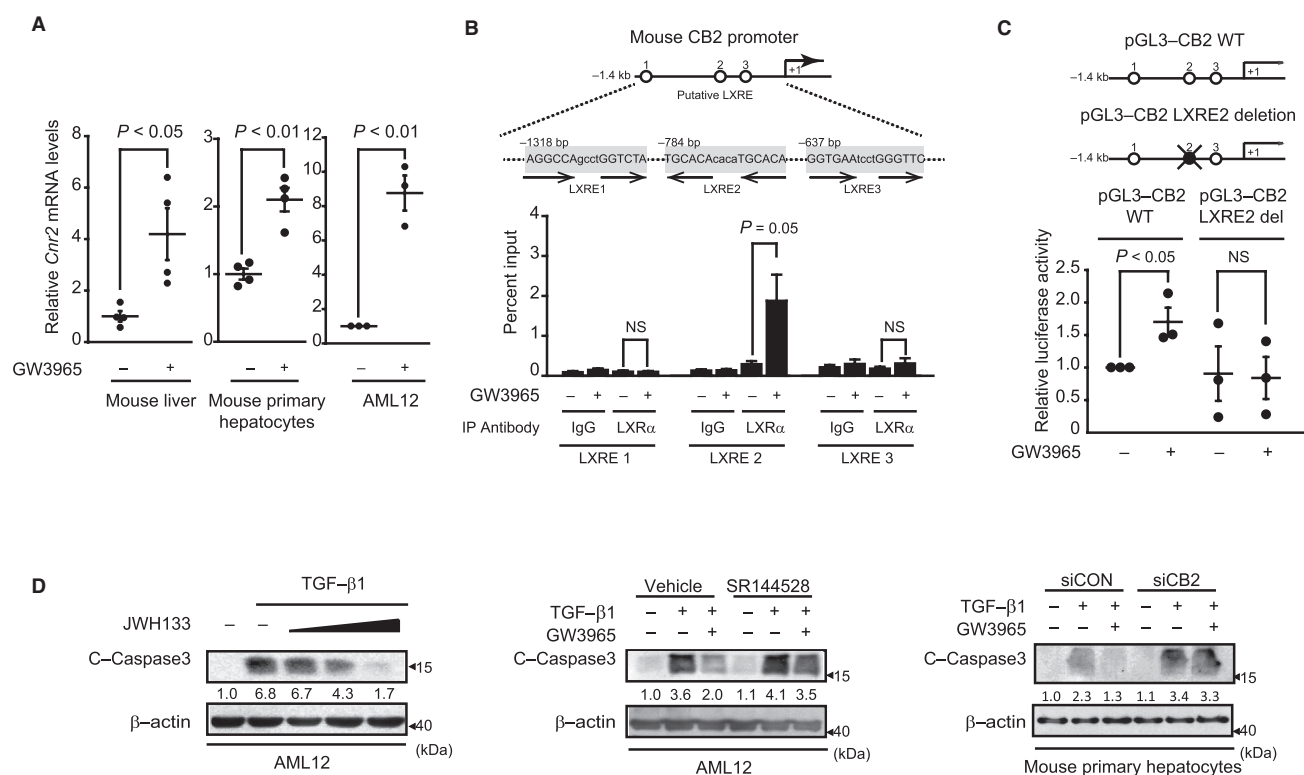 A
Relative Cnr2 mRNA levels
P < 0.05
P < 0.01
P < 0.01
8
6
4
2
0
3
2
1
0
12
10
8
6
4
2
0
GW3965 – + – + – +
Mouse liver
Mouse primary hepatocytes
AML12
B
Mouse CB2 promoter
1 2 3
–1.4 kb +1
Putative LXRE
–1318 bp –784 bp –637 bp
AGGCCAgcctGGTCTA TGCACAcacaTGCACA GGTGAAtcctGGGTTC
LXRE1 LXRE2 LXRE3
Percent input
4
3
2
1
0
NS
P = 0.05
NS
GW3965 – + – + – + – + – + – +
IP Antibody IgG LXRα IgG LXRα IgG LXRα
LXRE 1 LXRE 2 LXRE 3
C
pGL3–CB2 WT
1 2 3
–1.4 kb +1
pGL3–CB2 LXRE2 deletion
1 2 3
–1.4 kb +1
pGL3–CB2 WT
pGL3–CB2 LXRE2 del
Relative luciferase activity
P < 0.05
NS
2.5
2.0
1.5
1.0
0.5
0
GW3965 – + – +
D
TGF–β1
JWH133 – –
C–Caspase3 15
1.0 6.8 6.7 4.3 1.7
β–actin 40
(kDa)
AML12
Vehicle SR144528
TGF–β1 – + + – + +
GW3965 – – + – – +
C–Caspase3 15
1.0 3.6 2.0 1.1 4.1 3.5
β–actin 40
(kDa)
AML12
siCON siCB2
TGF–β1 – + + – + +
GW3965 – – + – – +
C–Caspase3 15
1.0 2.3 1.3 1.1 3.4 3.3
β–actin 40
(kDa)
Mouse primary hepatocytes